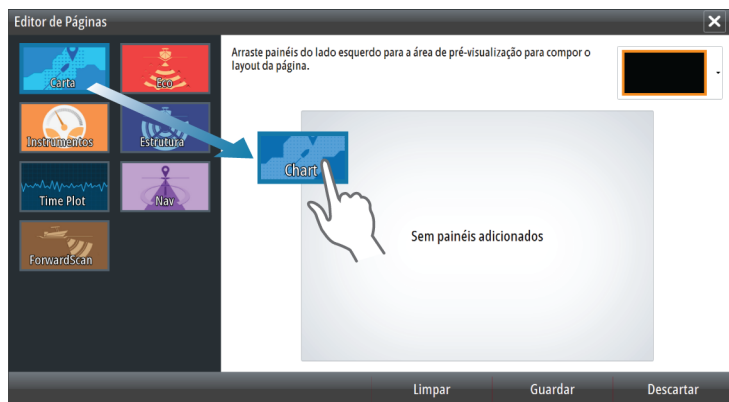 Editor de Páginas
Carta
Eco
Instrumentos
Estrutura
Time Plot
Nav
ForwardScan
Arraste painéis do lado esquerdo para a área de pré-visualização para compor o
layout da página.
Chart
Sem painéis adicionados
Limpar
Guardar
Descartar